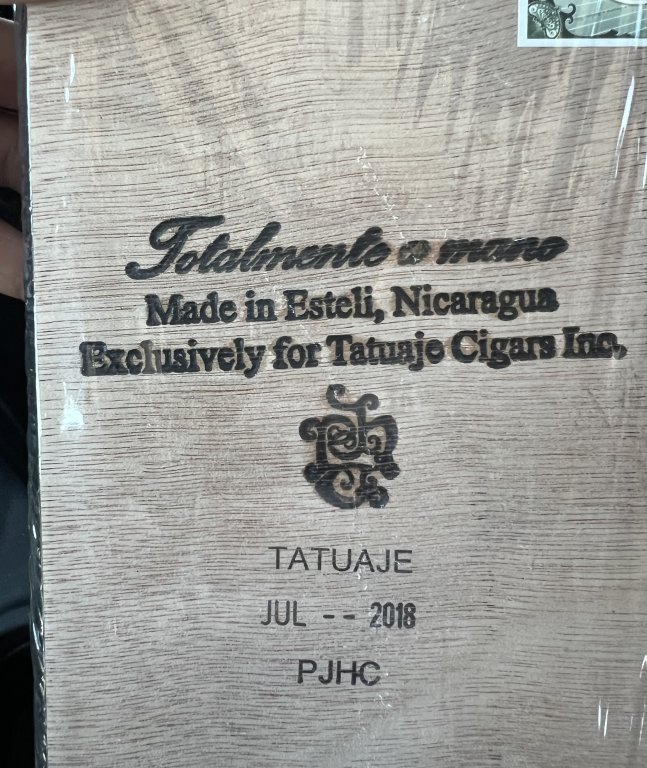 Totalmente a mano
Made in Esteli, Nicaragua
Exclusively for Tatuaje Cigars Inc.
TATUAJE
JUL -- 2018
PJHC